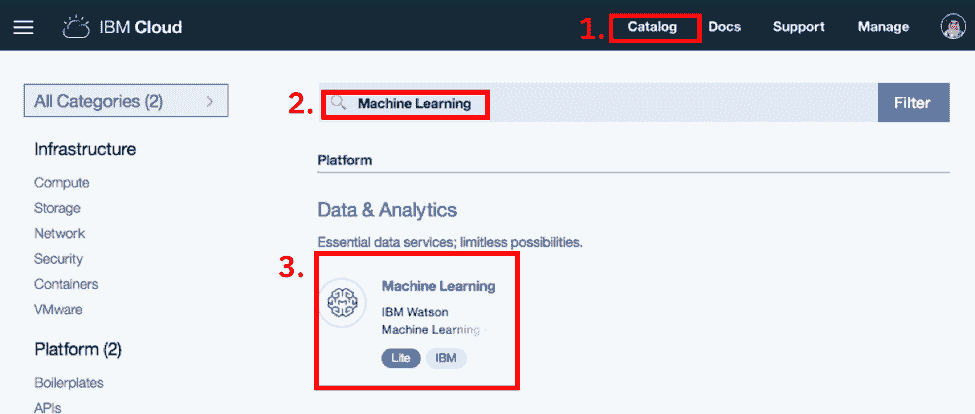 IBM Cloud
1. Catalog Docs Support Manage
All Categories (2) >
2. Machine Learning Filter
Infrastructure
Compute
Storage
Network
Security
Containers
VMware
Platform (2)
Boilerplates
APIs
Platform
Data & Analytics
Essential data services; limitless possibilities.
3.
Machine Learning
IBM Watson
Machine Learning -
Lite IBM